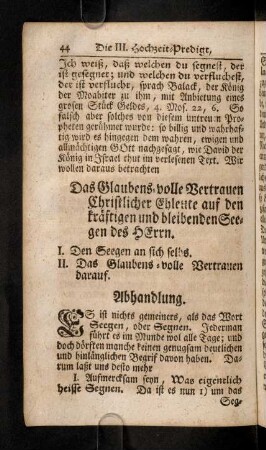 44 Die III. Hochzeit-Predigt,
Ich weiß, daß welchen du segnest, der
ist gesegnet; und welchen du verfluchest,
der ist verflucht, sprach Balack, der König
der Moabiter zu ihm, mit Anbietung eines
grosen Stück Geldes, 4. Mos. 22, 6. So
falsch aber solches von diesem untreuen
Propheten gerühmet wurde: so billig und wahrhaf-
tig wird es hingegen dem wahren, ewigen und
allmächtigen GOtt nachgesagt, wie David der
König in Israel thut im verlesenen Text. Wir
wollen daraus betrachten
Das Glaubens-volle Vertrauen
Christlicher Ehleute auf den
kräftigen und bleibenden See-
gen des HErrn.
I. Den Seegen an sich selbs.
II. Das Glaubens-volle Vertrauen
darauf.
Abhandlung.
ES ist nichts gemeiners, als das Wort
Seegen, oder Segnen. Jederman
führt es im Munde wol alle Tage; und
doch dörften manche keinen genugsam deutlichen
und hinlänglichen Begrif davon haben. Da-
rum laßt uns desto mehr
I. Aufmercksam seyn, Was eigentlich
heisse Segnen. Da ist es nun 1) um das
Seg-